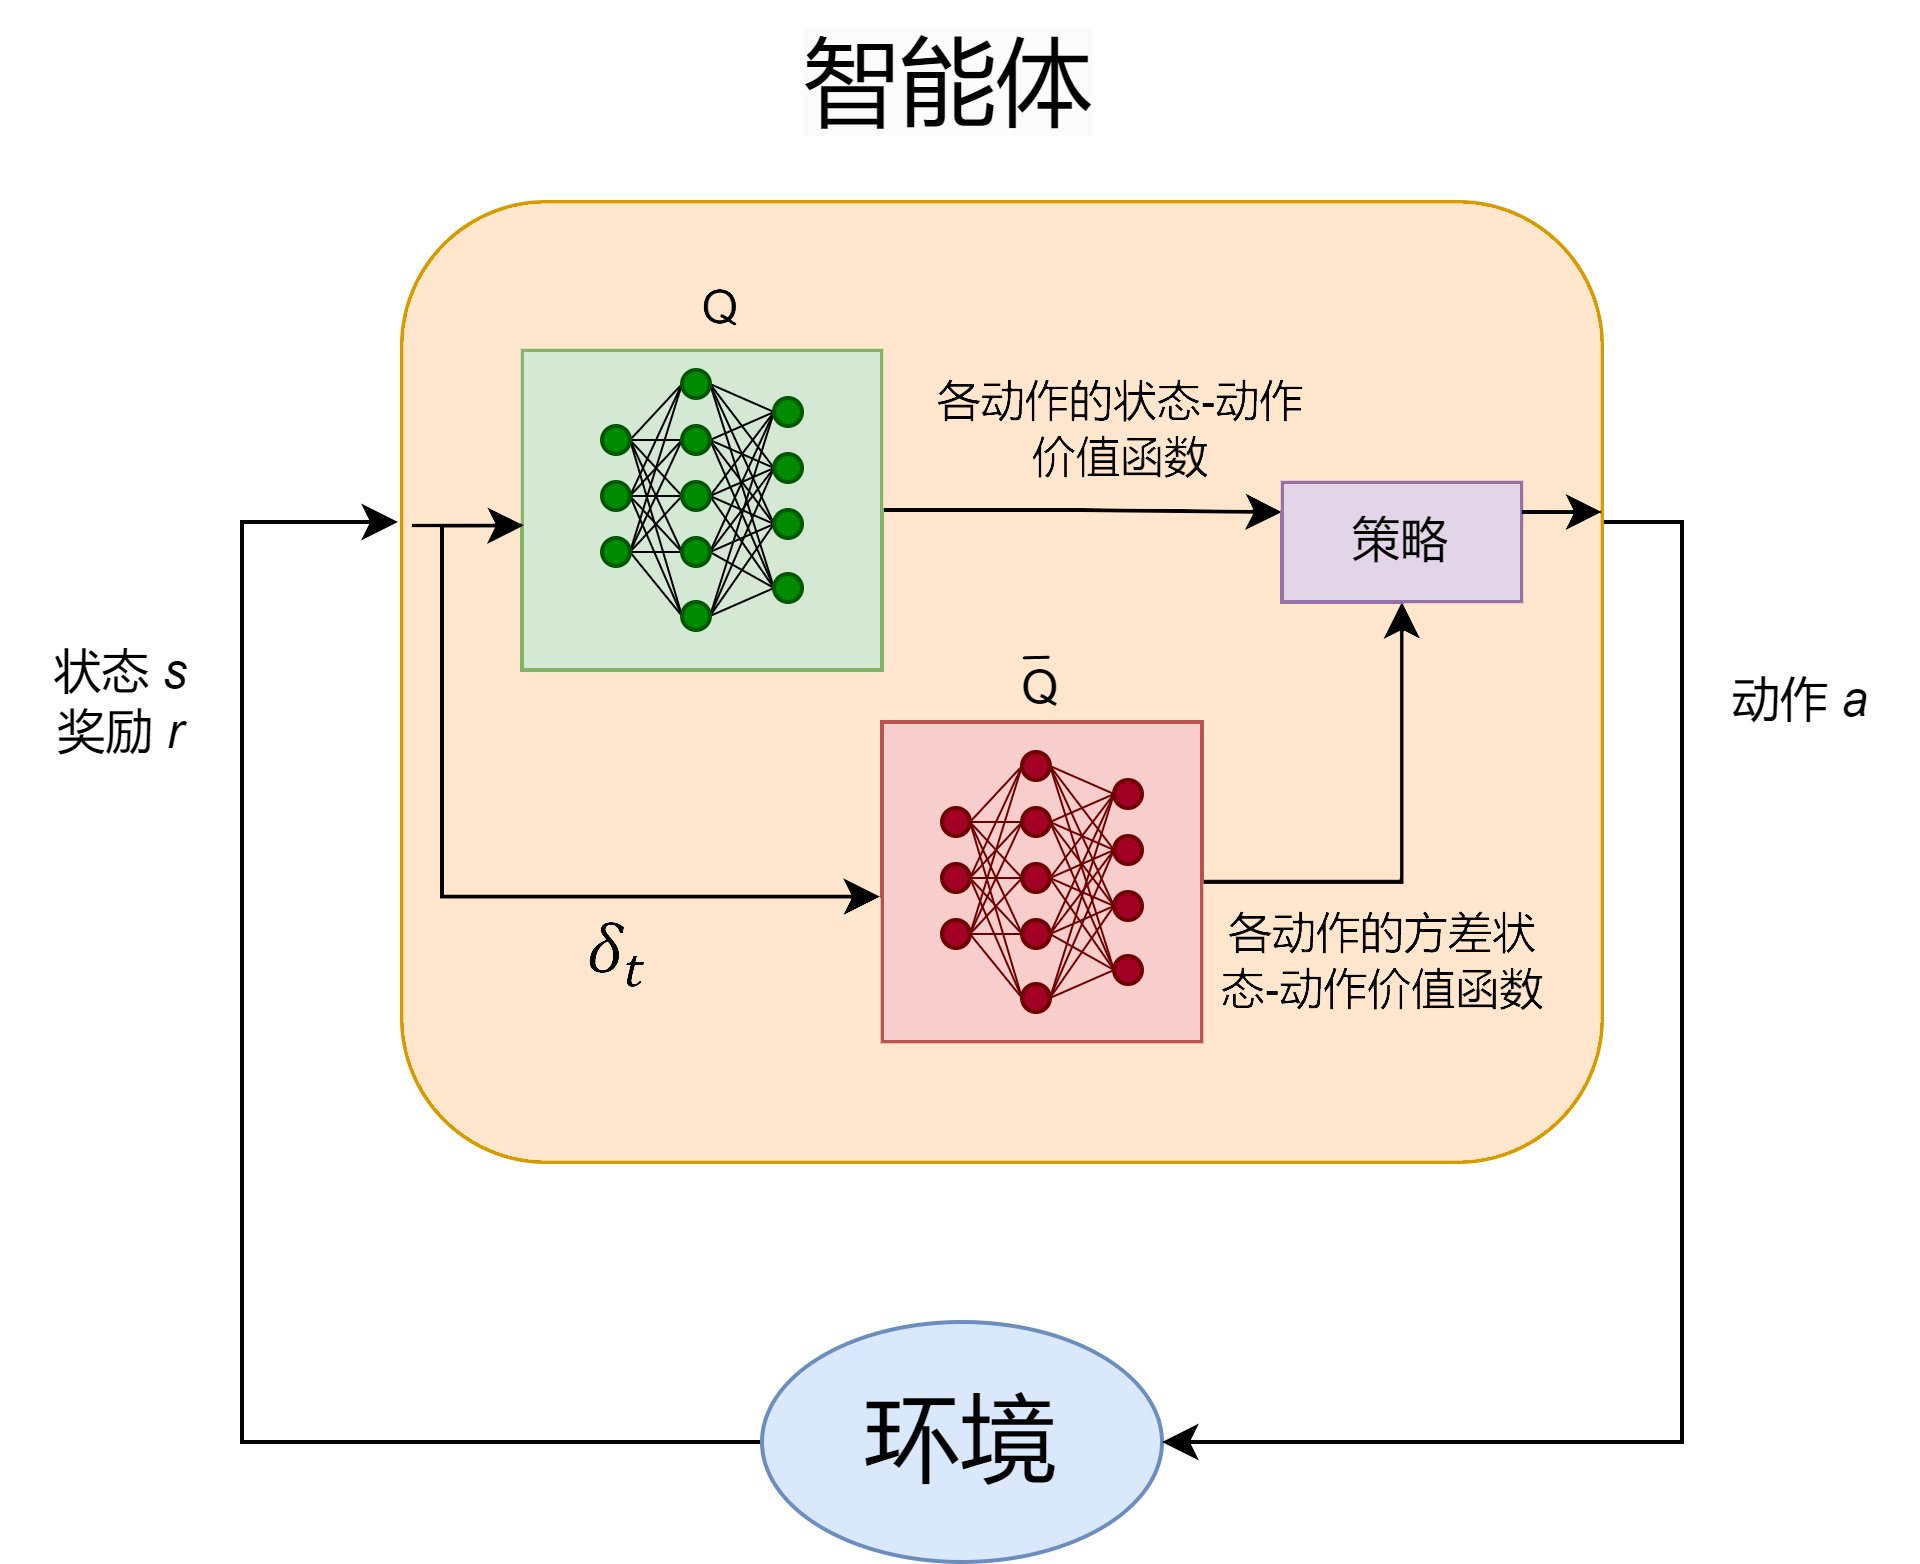 智能体
Q
各动作的状态-动作
价值函数
策略
状态 s
奖励 r
Q̅
动作 a
δₜ
各动作的方差状
态-动作价值函数
环境